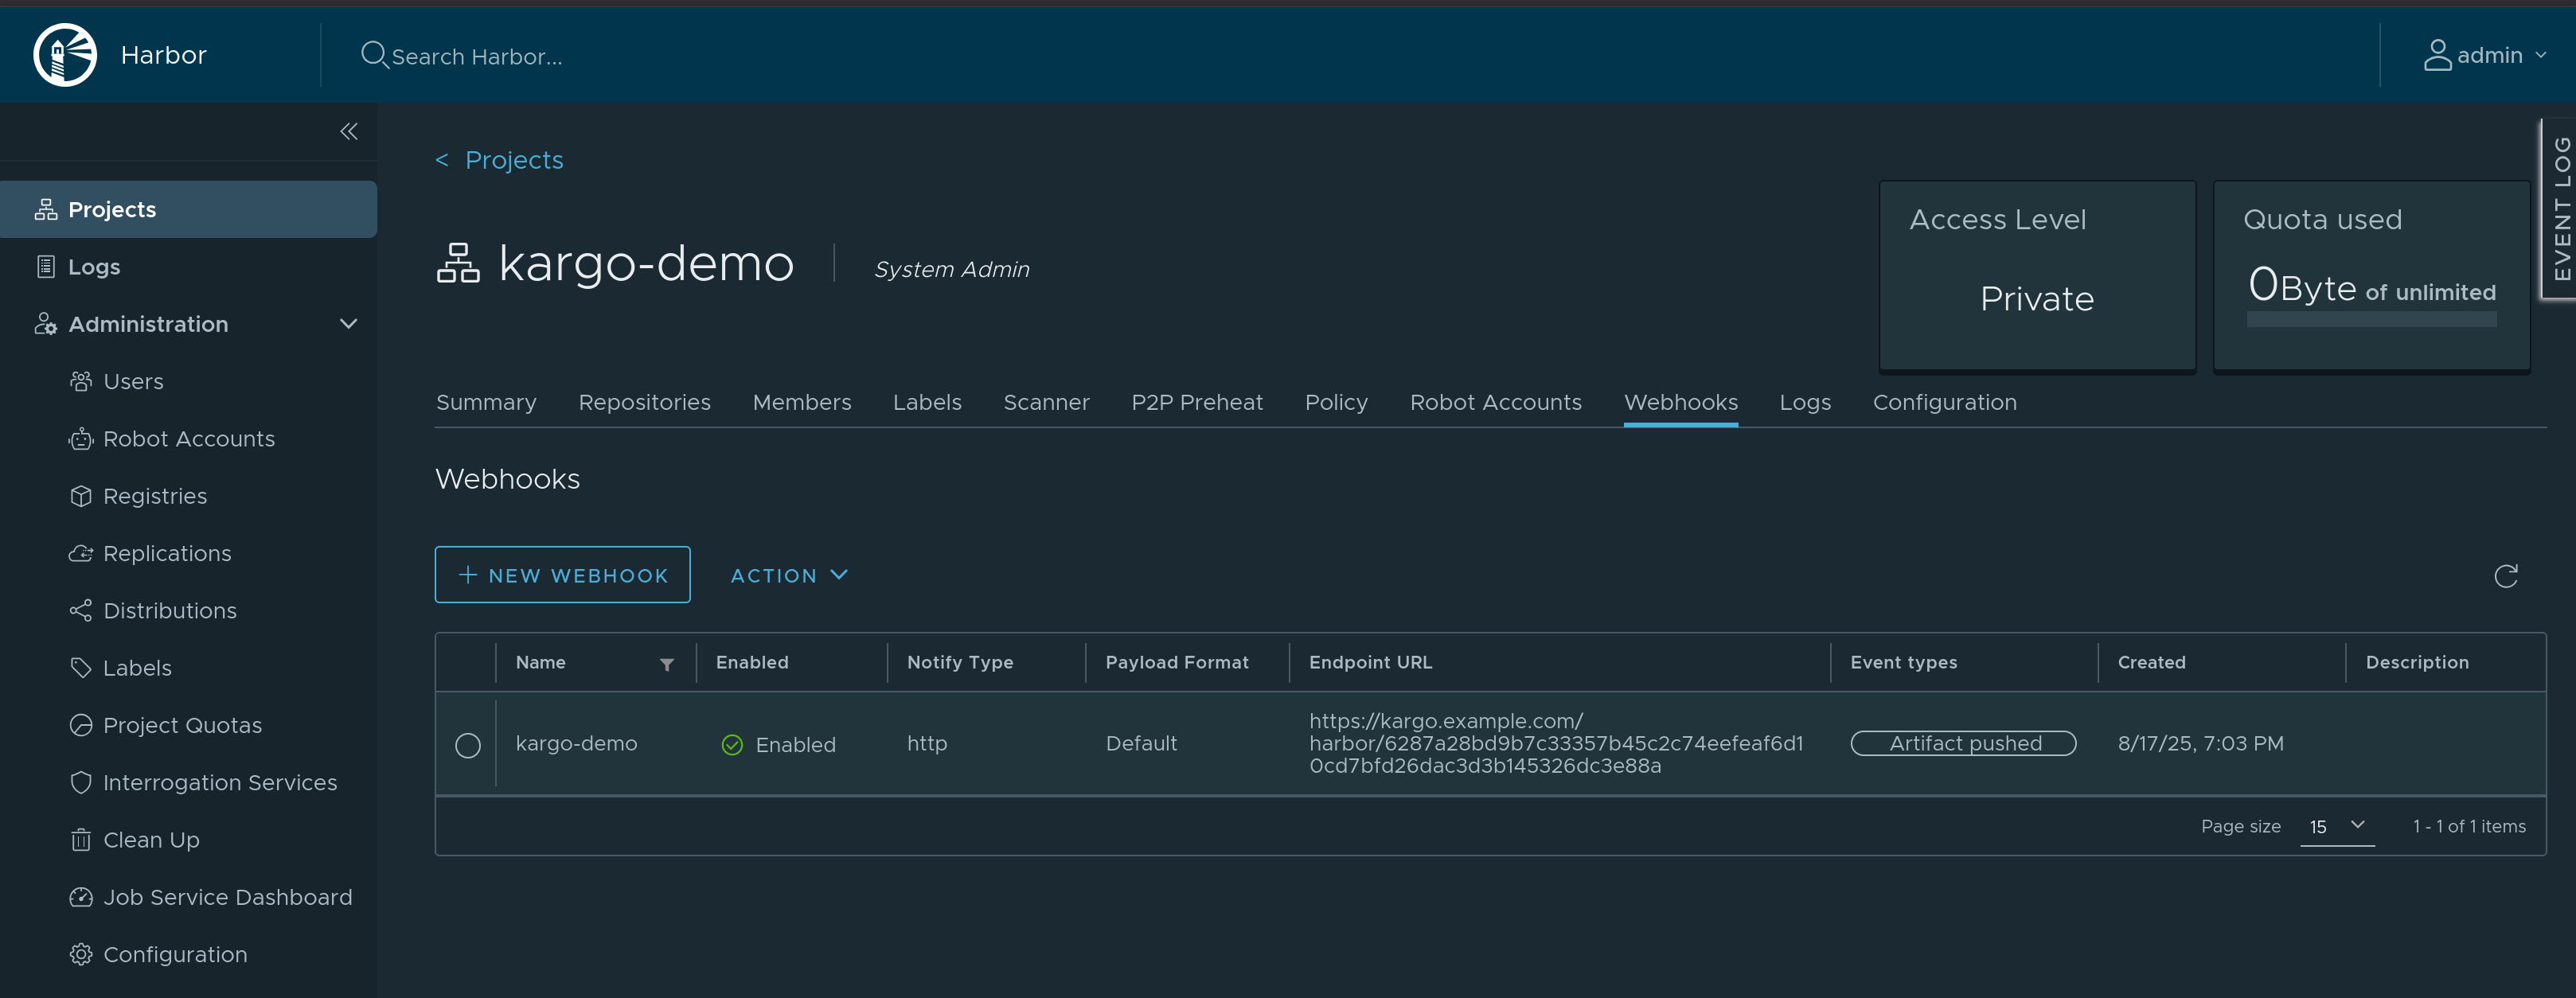 Harbor
Search Harbor...
admin
EVENT LOG
Projects
Logs
Administration
Users
Robot Accounts
Registries
Replications
Distributions
Labels
Project Quotas
Interrogation Services
Clean Up
Job Service Dashboard
Configuration
< Projects
kargo-demo
System Admin
Access Level
Private
Quota used
0Byte of unlimited
Summary Repositories Members Labels Scanner P2P Preheat Policy Robot Accounts Webhooks Logs Configuration
Webhooks
+ NEW WEBHOOK ACTION
Name Enabled Notify Type Payload Format Endpoint URL Event types Created Description
kargo-demo Enabled http Default
https://kargo.example.com/
harbor/6287a28bd9b7c33357b45c2c74eefeaf6d1
0cd7bfd26dac3d3b145326dc3e88a
Artifact pushed 8/17/25, 7:03 PM
Page size 15 1 - 1 of 1 items